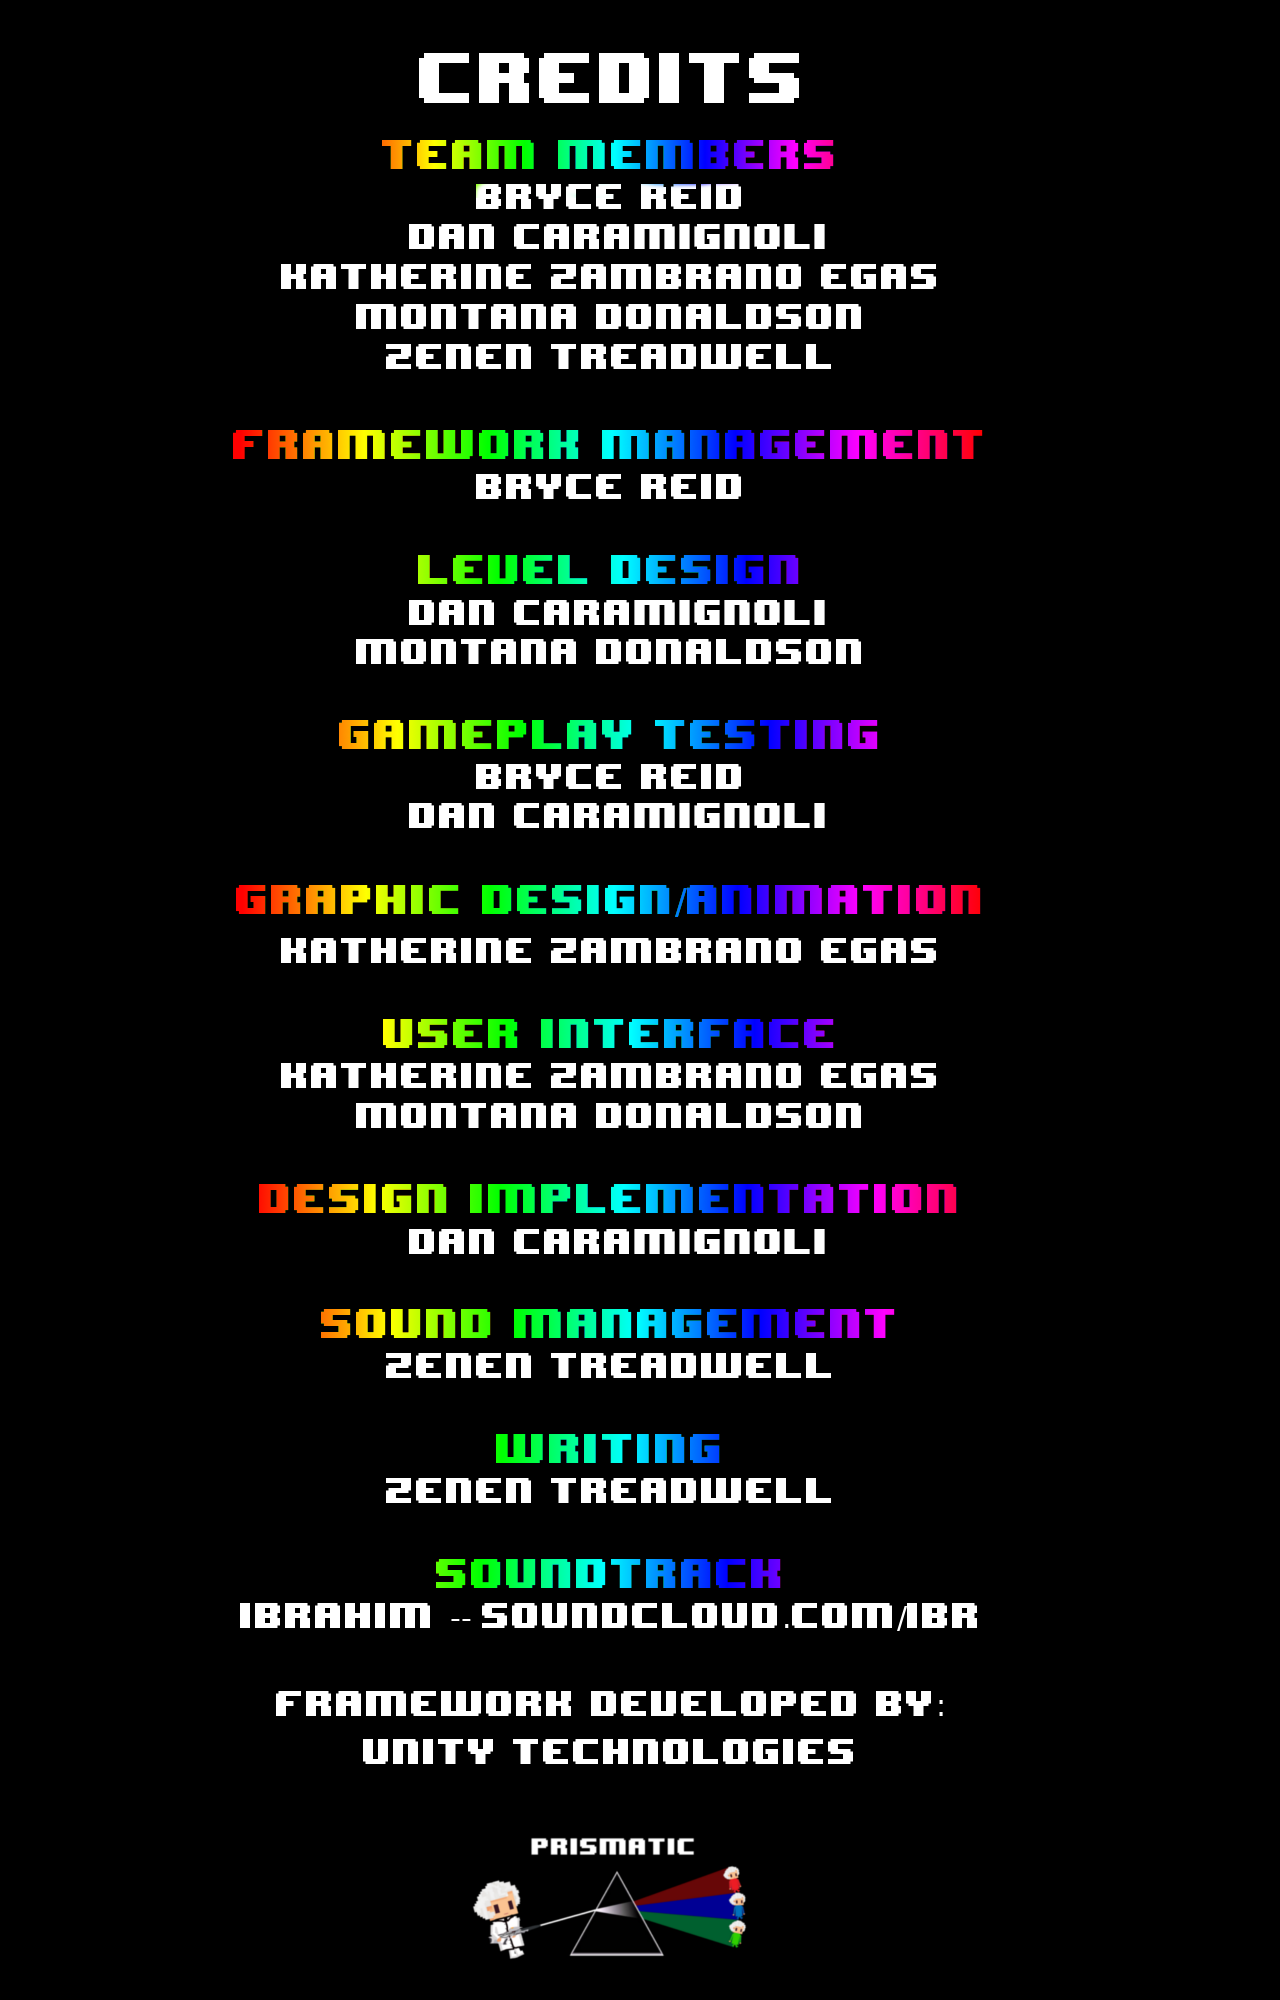 CREDITS
TEAM MEMBERS
BRYCE REID
DAN CARAMIGNOLI
KATHERINE ZAMBRANO EGAS
MONTANA DONALDSON
ZENEN TREADWELL
FRAMEWORK MANAGEMENT
BRYCE REID
LEVEL DESIGN
DAN CARAMIGNOLI
MONTANA DONALDSON
GAMEPLAY TESTING
BRYCE REID
DAN CARAMIGNOLI
GRAPHIC DESIGN/ANIMATION
KATHERINE ZAMBRANO EGAS
USER INTERFACE
KATHERINE ZAMBRANO EGAS
MONTANA DONALDSON
DESIGN IMPLEMENTATION
DAN CARAMIGNOLI
SOUND MANAGEMENT
ZENEN TREADWELL
WRITING
ZENEN TREADWELL
SOUNDTRACK
IBRAHIM -- SOUNDCLOUD.COM/IBR
FRAMEWORK DEVELOPED BY:
UNITY TECHNOLOGIES
PRISMATIC